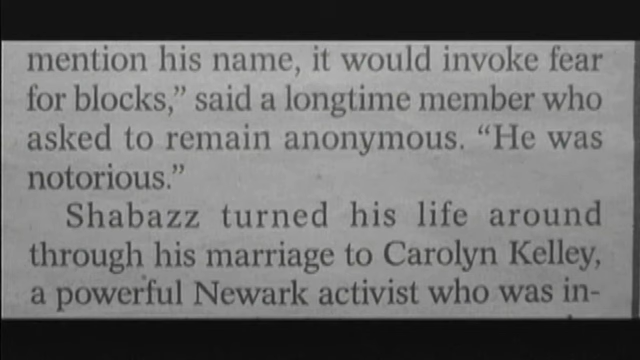 mention his name, it would invoke fear
for blocks,” said a longtime member who
asked to remain anonymous. “He was
notorious.”
Shabazz turned his life around
through his marriage to Carolyn Kelley,
a powerful Newark activist who was in-